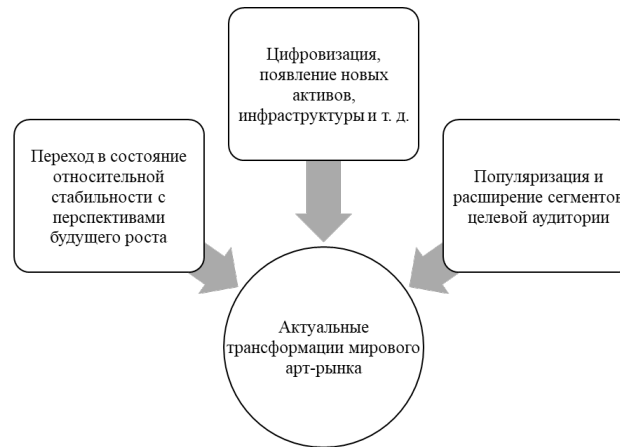 Цифровизация,
появление новых
активов,
инфраструктуры и т. д.
Переход в состояние
относительной
стабильности с
перспективами
будущего роста
Популяризация и
расширение сегментов
целевой аудитории
Актуальные
трансформации мирового
арт-рынка